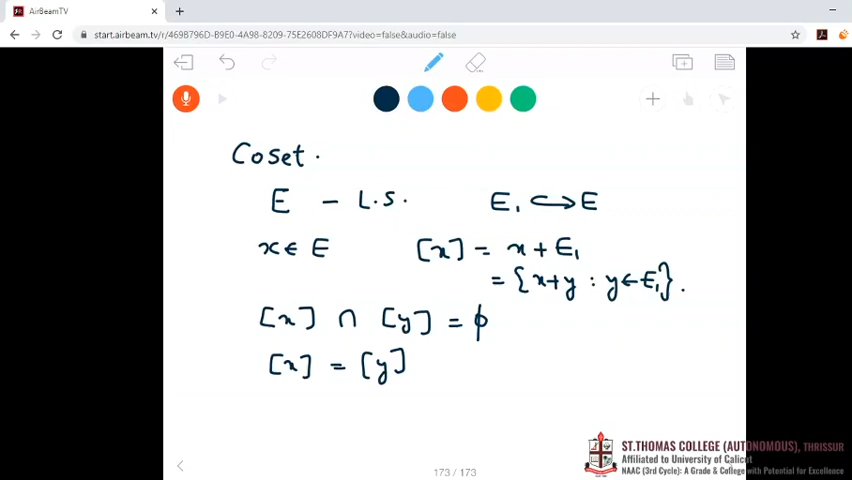 AirBeamTV
start.airbeam.tv/r/4698796D-B9E0-4A98-8209-75E2608DF9A7?video=false&audio=false
Coset.
E - L.S. E₁ ↪ E
x ∈ E [x] = x + E₁
= {x+y : y ∈ E₁}.
[x] ∩ [y] = ϕ
[x] = [y]
173 / 173
ST.THOMAS COLLEGE (AUTONOMOUS), THRISSUR
Affiliated to University of Calicut
NAAC (3rd Cycle): A Grade & College with Potential for Excellence